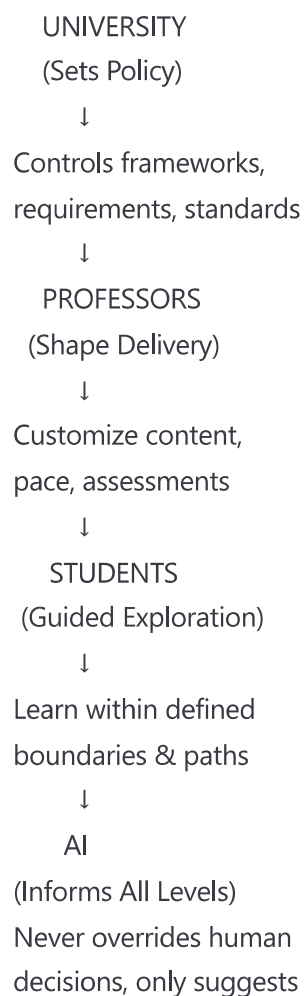 UNIVERSITY
(Sets Policy)
↓
Controls frameworks,
requirements, standards
↓
PROFESSORS
(Shape Delivery)
↓
Customize content,
pace, assessments
↓
STUDENTS
(Guided Exploration)
↓
Learn within defined
boundaries & paths
↓
AI
(Informs All Levels)
Never overrides human
decisions, only suggests